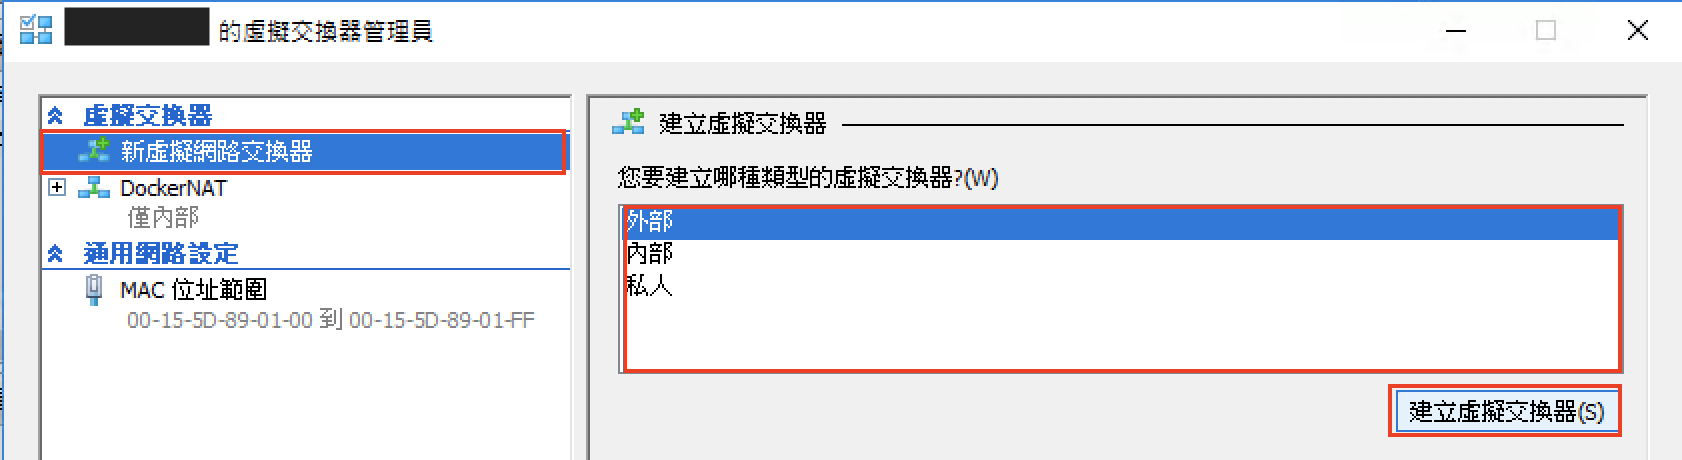 的虛擬交換器管理員
虛擬交換器
新虛擬網路交換器
DockerNAT
僅內部
通用網路設定
MAC 位址範圍
00-15-5D-89-01-00 到 00-15-5D-89-01-FF
建立虛擬交換器
您要建立哪種類型的虛擬交換器?(W)
外部
內部
私人
建立虛擬交換器(S)